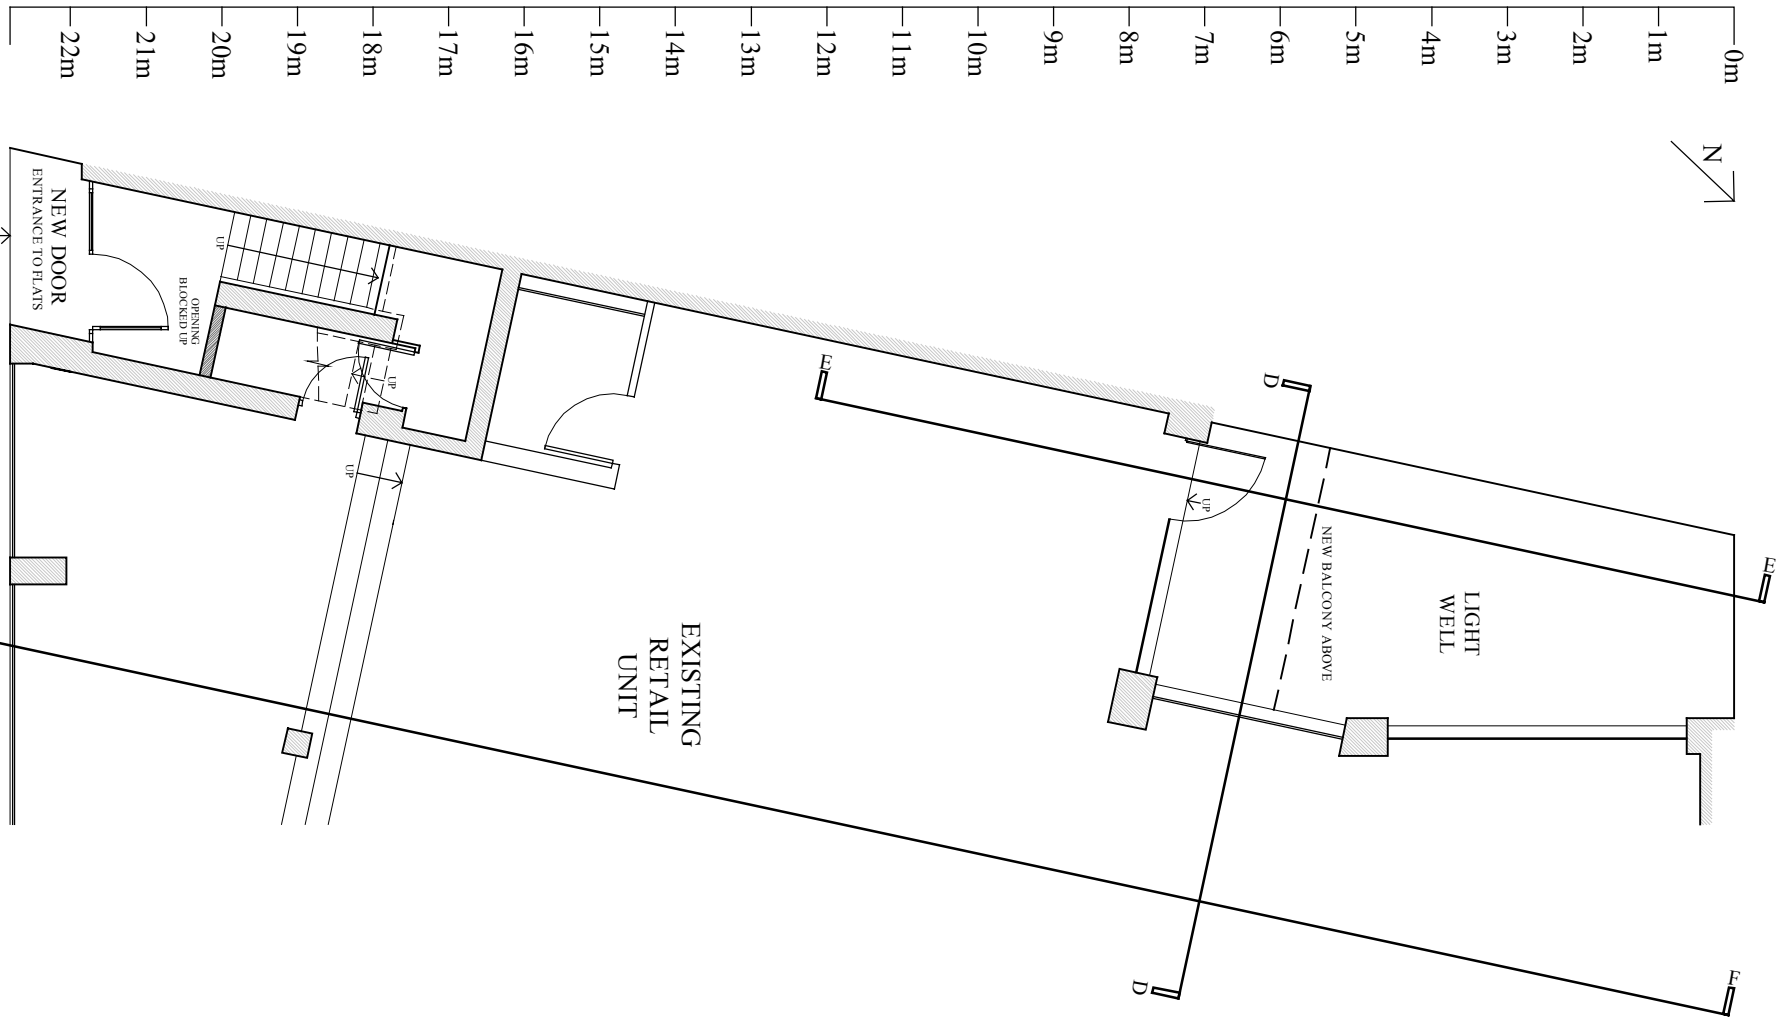 22m
21m
20m
19m
18m
17m
16m
15m
14m
13m
12m
11m
10m
9m
8m
7m
6m
5m
4m
3m
2m
1m
0m
N
NEW DOOR
ENTRANCE TO FLATS
UP
OPENING
BLOCKED UP
UP
UP
E
D
UP
NEW BALCONY ABOVE
LIGHT
WELL
E
EXISTING
RETAIL
UNIT
D
F